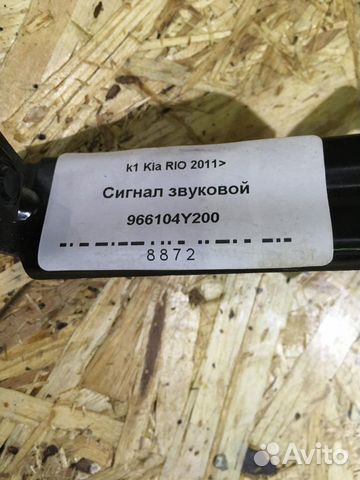 k1 Kia RIO 2011>
Сигнал звуковой
966104Y200
8872
Avito